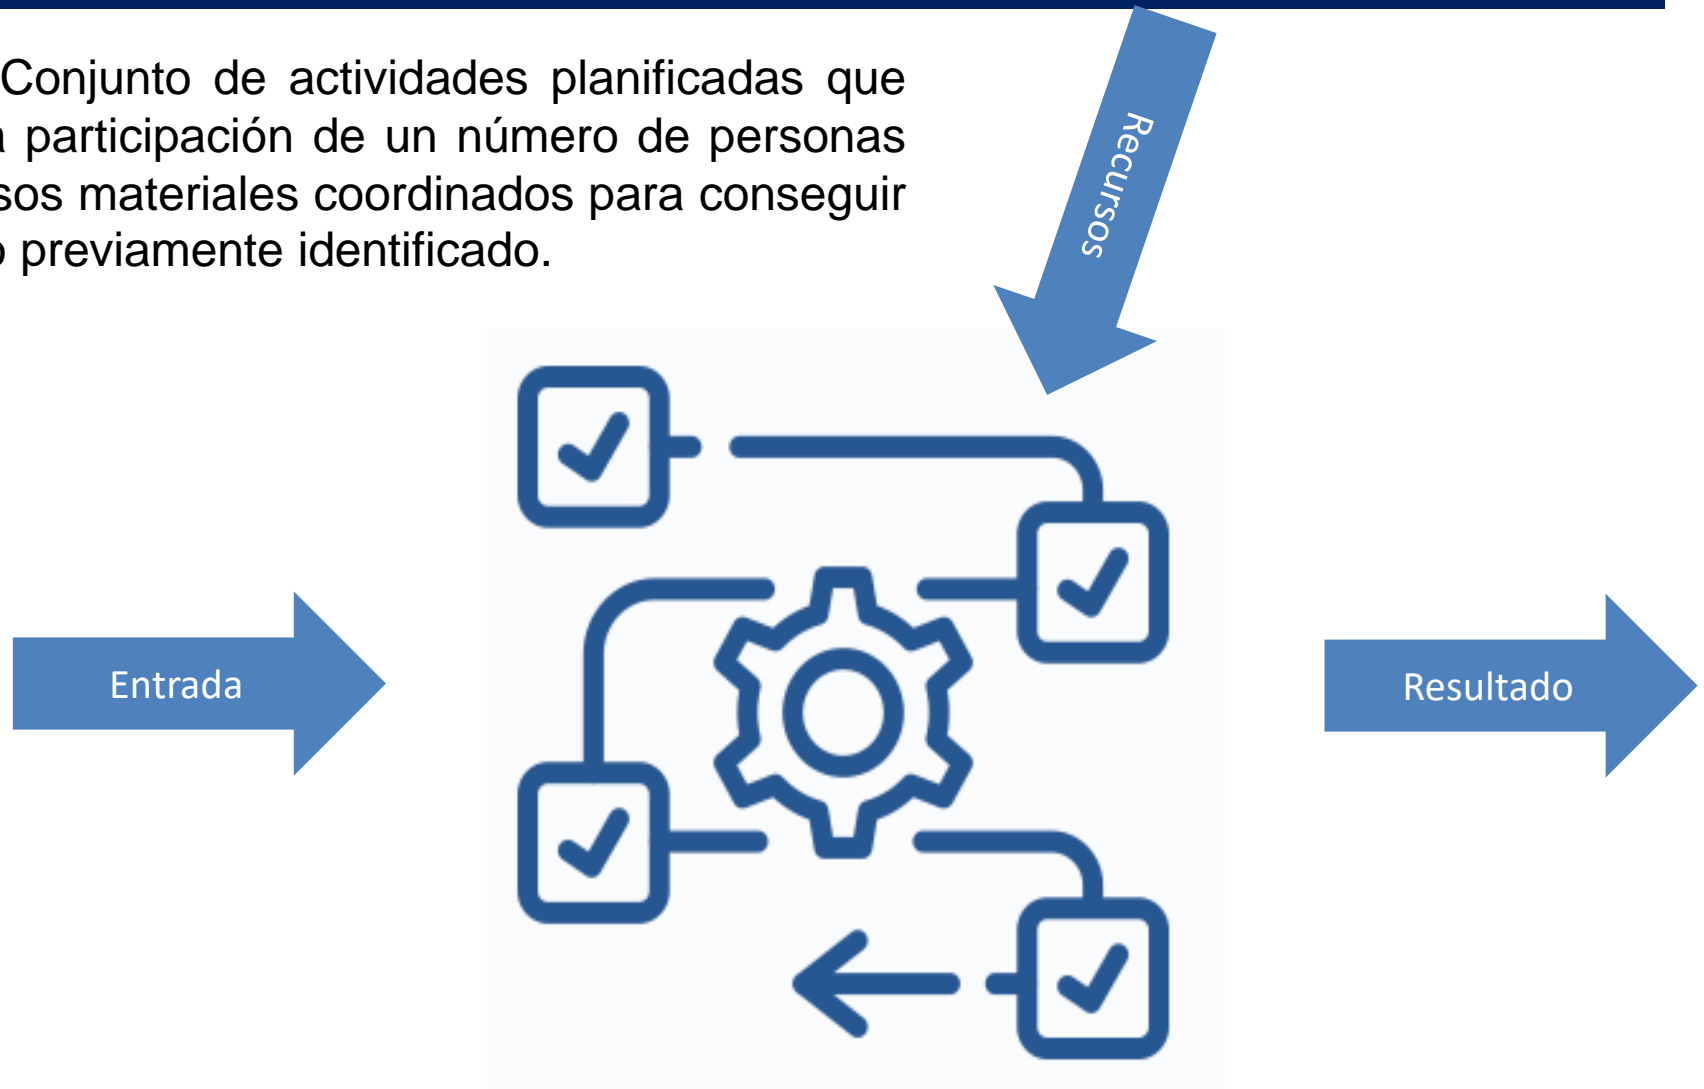 Conjunto de actividades planificadas que
participación de un número de personas
materiales coordinados para conseguir
previamente identificado.
Recursos
Entrada
Resultado